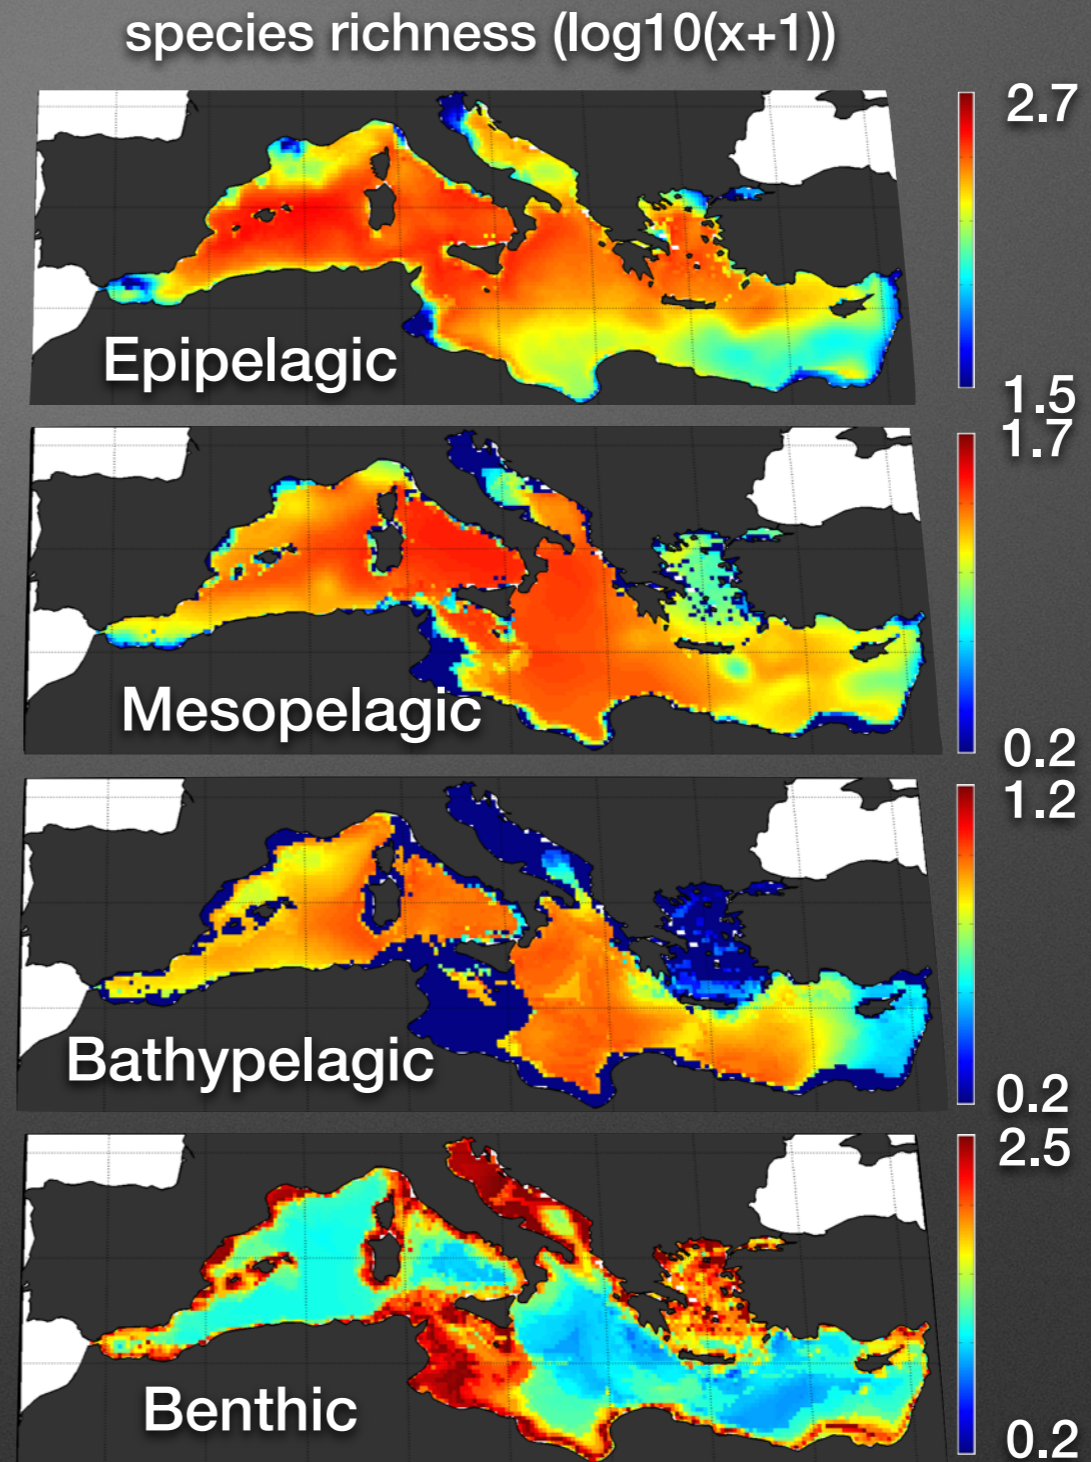 species richness (log10(x+1))
2.7
Epipelagic
1.5
1.7
Mesopelagic
0.2
1.2
Bathypelagic
0.2
2.5
Benthic
0.2